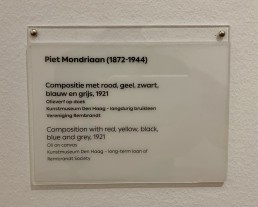 Piet Mondriaan (1872-1944)
Compositie met rood, geel, zwart,
blauw en grijs, 1921
Olieverf op doek
Kunstmuseum Den Haag - langdurig bruikleen
Vereniging Rembrandt
Composition with red, yellow, black,
blue and grey, 1921
Oil on canvas
Kunstmuseum Den Haag - long-term loan of
Rembrandt Society